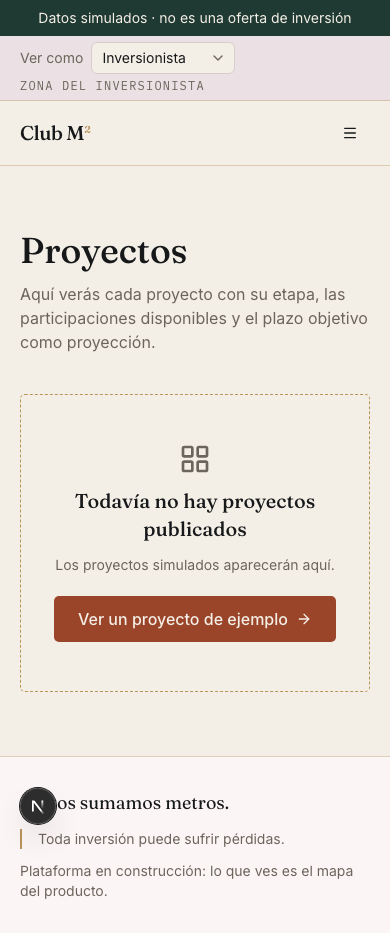 Datos simulados · no es una oferta de inversión
Ver como Inversionista
ZONA DEL INVERSIONISTA
Club M²
Proyectos
Aquí verás cada proyecto con su etapa, las
participaciones disponibles y el plazo objetivo
como proyección.
Todavía no hay proyectos
publicados
Los proyectos simulados aparecerán aquí.
Ver un proyecto de ejemplo →
N
sumamos metros.
Toda inversión puede sufrir pérdidas.
Plataforma en construcción: lo que ves es el mapa
del producto.